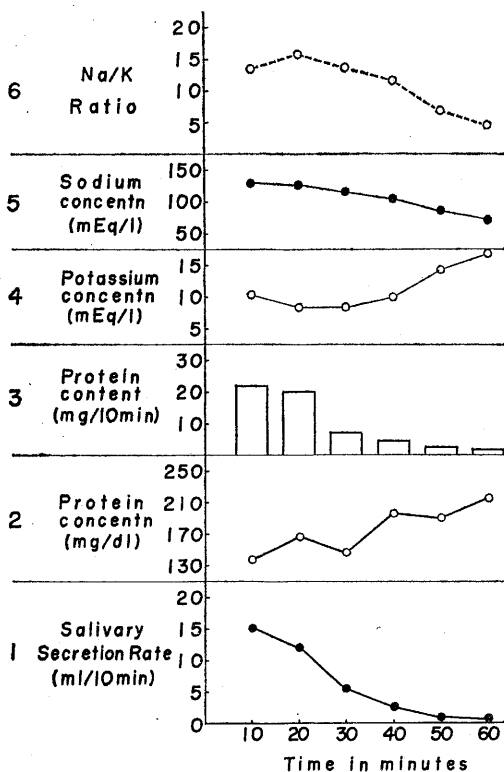 20
15
10
5
6 Na/K
Ratio
150
100
50
5 Sodium
concentn
(mEq/l)
15
10
5
4 Potassium
concentn
(mEq/l)
30
20
10
3 Protein
content
(mg/10min)
250
210
170
130
2 Protein
concentn
(mg/dl)
20
15
10
5
0
1 Salivary
Secretion Rate
(ml/10min)
10 20 30 40 50 60
Time in minutes